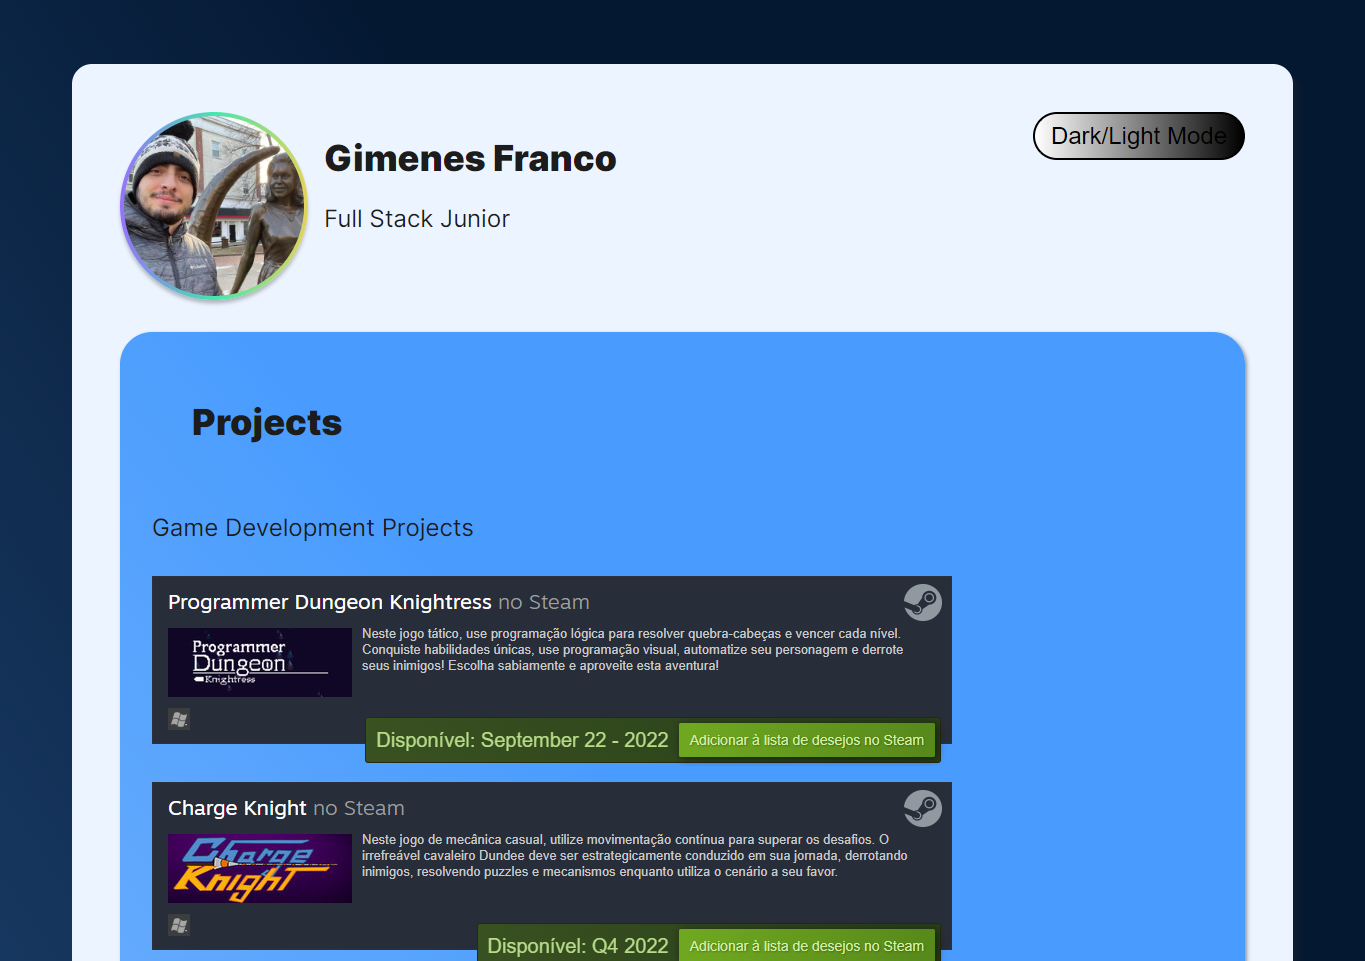 Gimenes Franco
Dark/Light Mode
Full Stack Junior
Projects
Game Development Projects
Programmer Dungeon Knightress no Steam
Programmer
Dungeon
Knightress
Neste jogo tático, use programação lógica para resolver quebra-cabeças e vencer cada nível.
Conquiste habilidades únicas, use programação visual, automatize seu personagem e derrote
seus inimigos! Escolha sabiamente e aproveite esta aventura!
Disponível: September 22 - 2022
Adicionar à lista de desejos no Steam
Charge Knight no Steam
Charge
Knight
Neste jogo de mecânica casual, utilize movimentação contínua para superar os desafios. O
irrefreável cavaleiro Dundee deve ser estrategicamente conduzido em sua jornada, derrotando
inimigos, resolvendo puzzles e mecanismos enquanto utiliza o cenário a seu favor.
Disponível: Q4 2022
Adicionar à lista de desejos no Steam